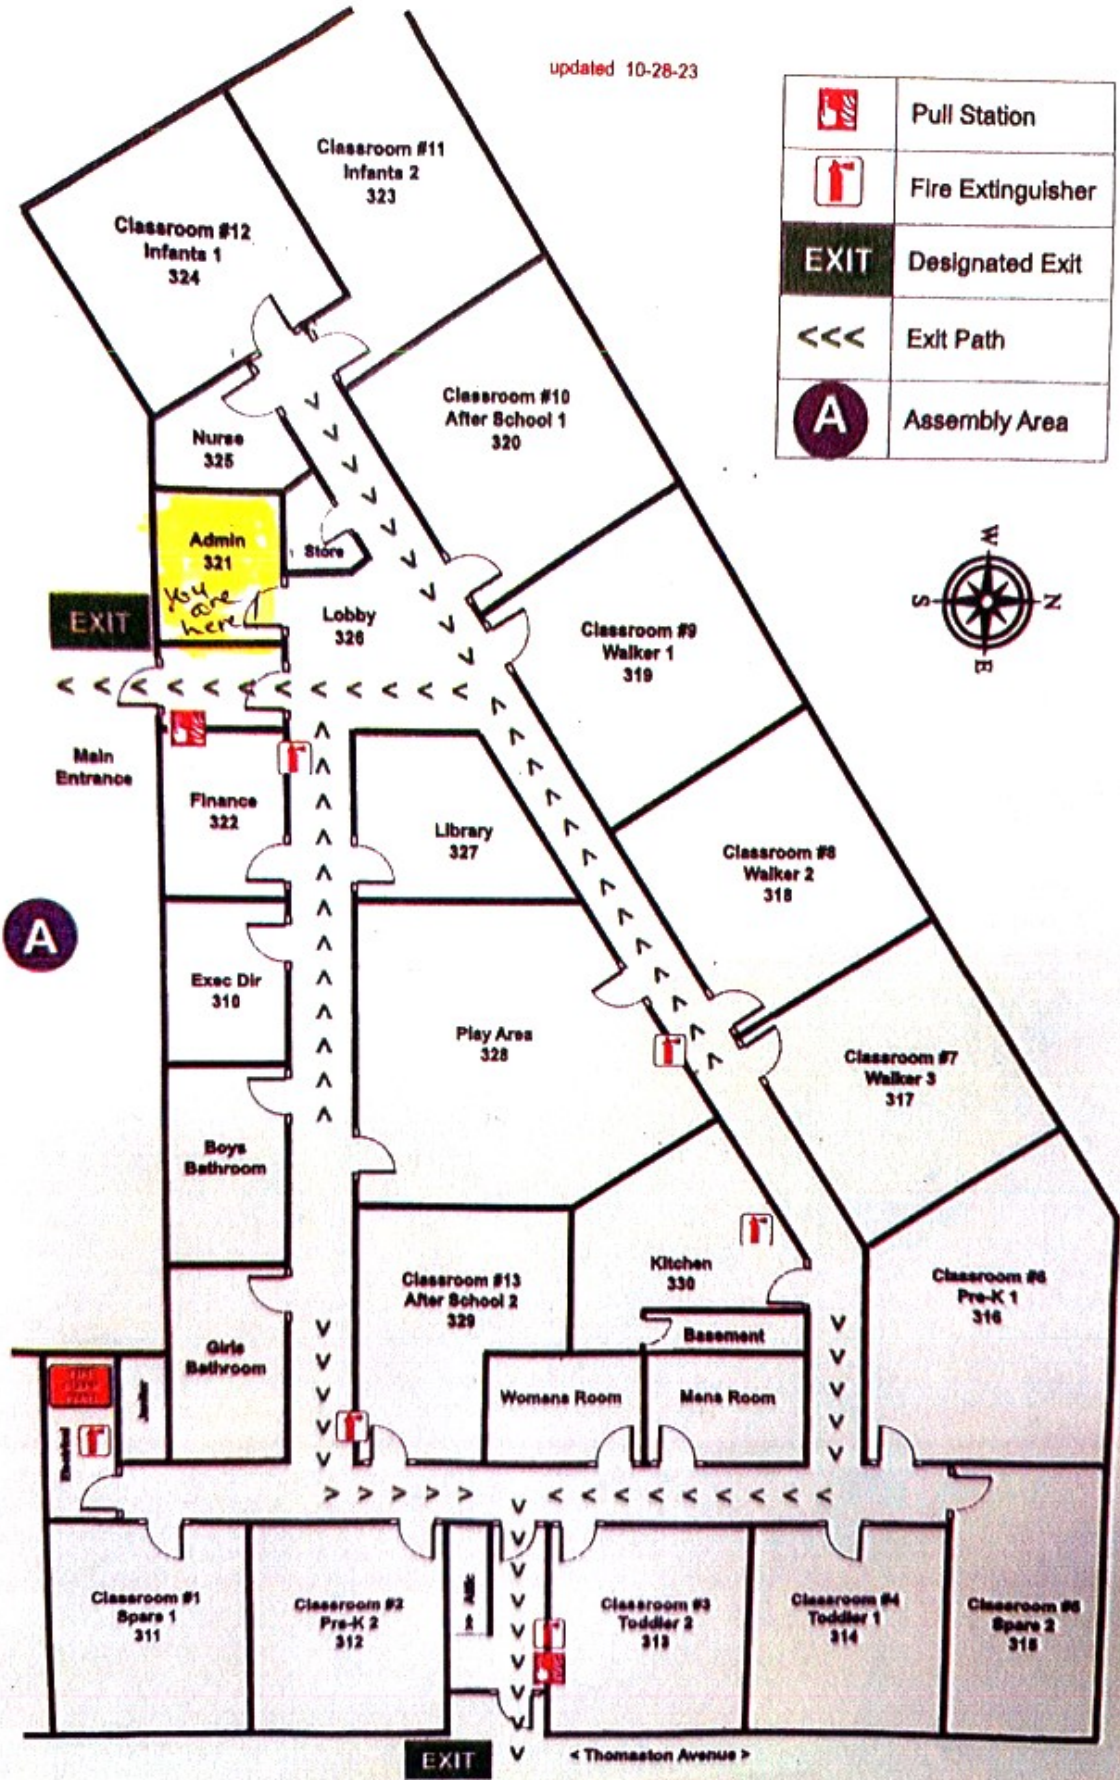 updated 10-28-23
Pull Station
Fire Extinguisher
EXIT
Designated Exit
<<<
Exit Path
A
Assembly Area
Classroom #11
Infants 2
323
Classroom #12
Infants 1
324
Classroom #10
After School 1
320
Nurse
325
Admin
321
you are here
Store
Lobby
326
EXIT
Classroom #9
Walker 1
319
W
N
S
E
Main
Entrance
Finance
322
Library
327
Classroom #8
Walker 2
318
A
Exec Dir
310
Play Area
328
Classroom #7
Walker 3
317
Boys
Bathroom
Classroom #13
After School 2
329
Kitchen
330
Classroom #6
Pre-K 1
316
Girls
Bathroom
Basement
Womans Room
Mens Room
Janitor
Electrical
Classroom #1
Spare 1
311
Classroom #2
Pre-K 2
312
Attic
Classroom #3
Toddler 2
313
Classroom #4
Toddler 1
314
Classroom #5
Spare 2
315
EXIT
< Thomaston Avenue >